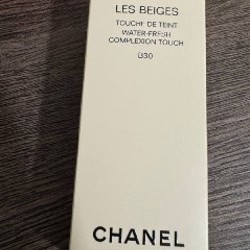 LES BEIGES
TOUCHE DE TEINT
WATER-FRESH
COMPLEXION TOUCH
B30
CHANEL